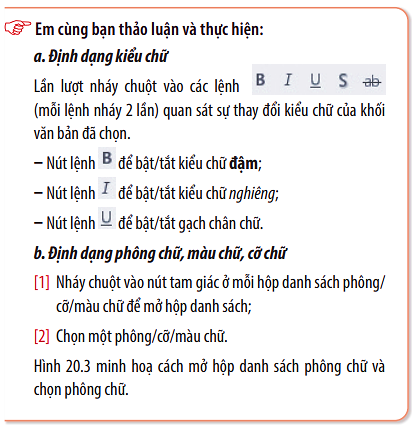 Em cùng bạn thảo luận và thực hiện:
a. Định dạng kiểu chữ
Lần lượt nháy chuột vào các lệnh B I U S ab
(mỗi lệnh nháy 2 lần) quan sát sự thay đổi kiểu chữ của khối
văn bản đã chọn.
– Nút lệnh B để bật/tắt kiểu chữ đậm;
– Nút lệnh I để bật/tắt kiểu chữ nghiêng;
– Nút lệnh U để bật/tắt gạch chân chữ.
b. Định dạng phông chữ, màu chữ, cỡ chữ
[1] Nháy chuột vào nút tam giác ở mỗi hộp danh sách phông/
cỡ/màu chữ để mở hộp danh sách;
[2] Chọn một phông/cỡ/màu chữ.
Hình 20.3 minh hoạ cách mở hộp danh sách phông chữ và
chọn phông chữ.